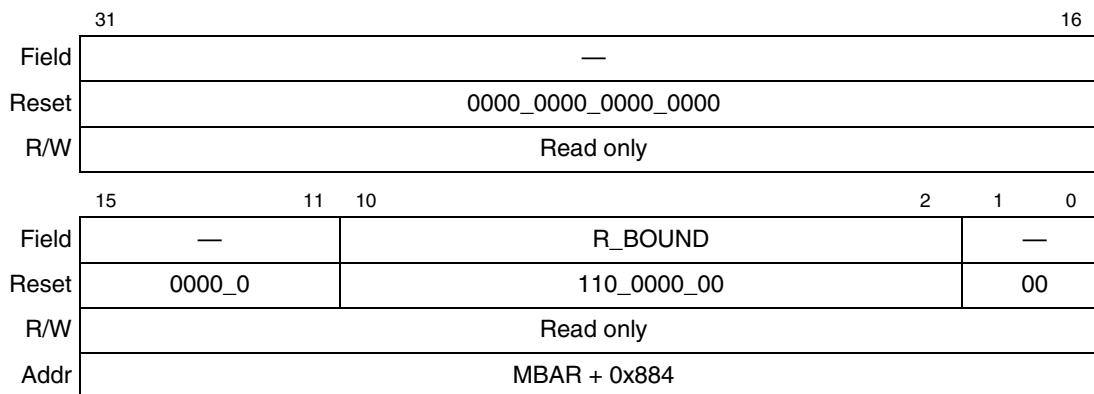 31 16
Field —
Reset 0000_0000_0000_0000
R/W Read only
15 11 10 2 1 0
Field — R_BOUND —
Reset 0000_0 110_0000_00 00
R/W Read only
Addr MBAR + 0x884